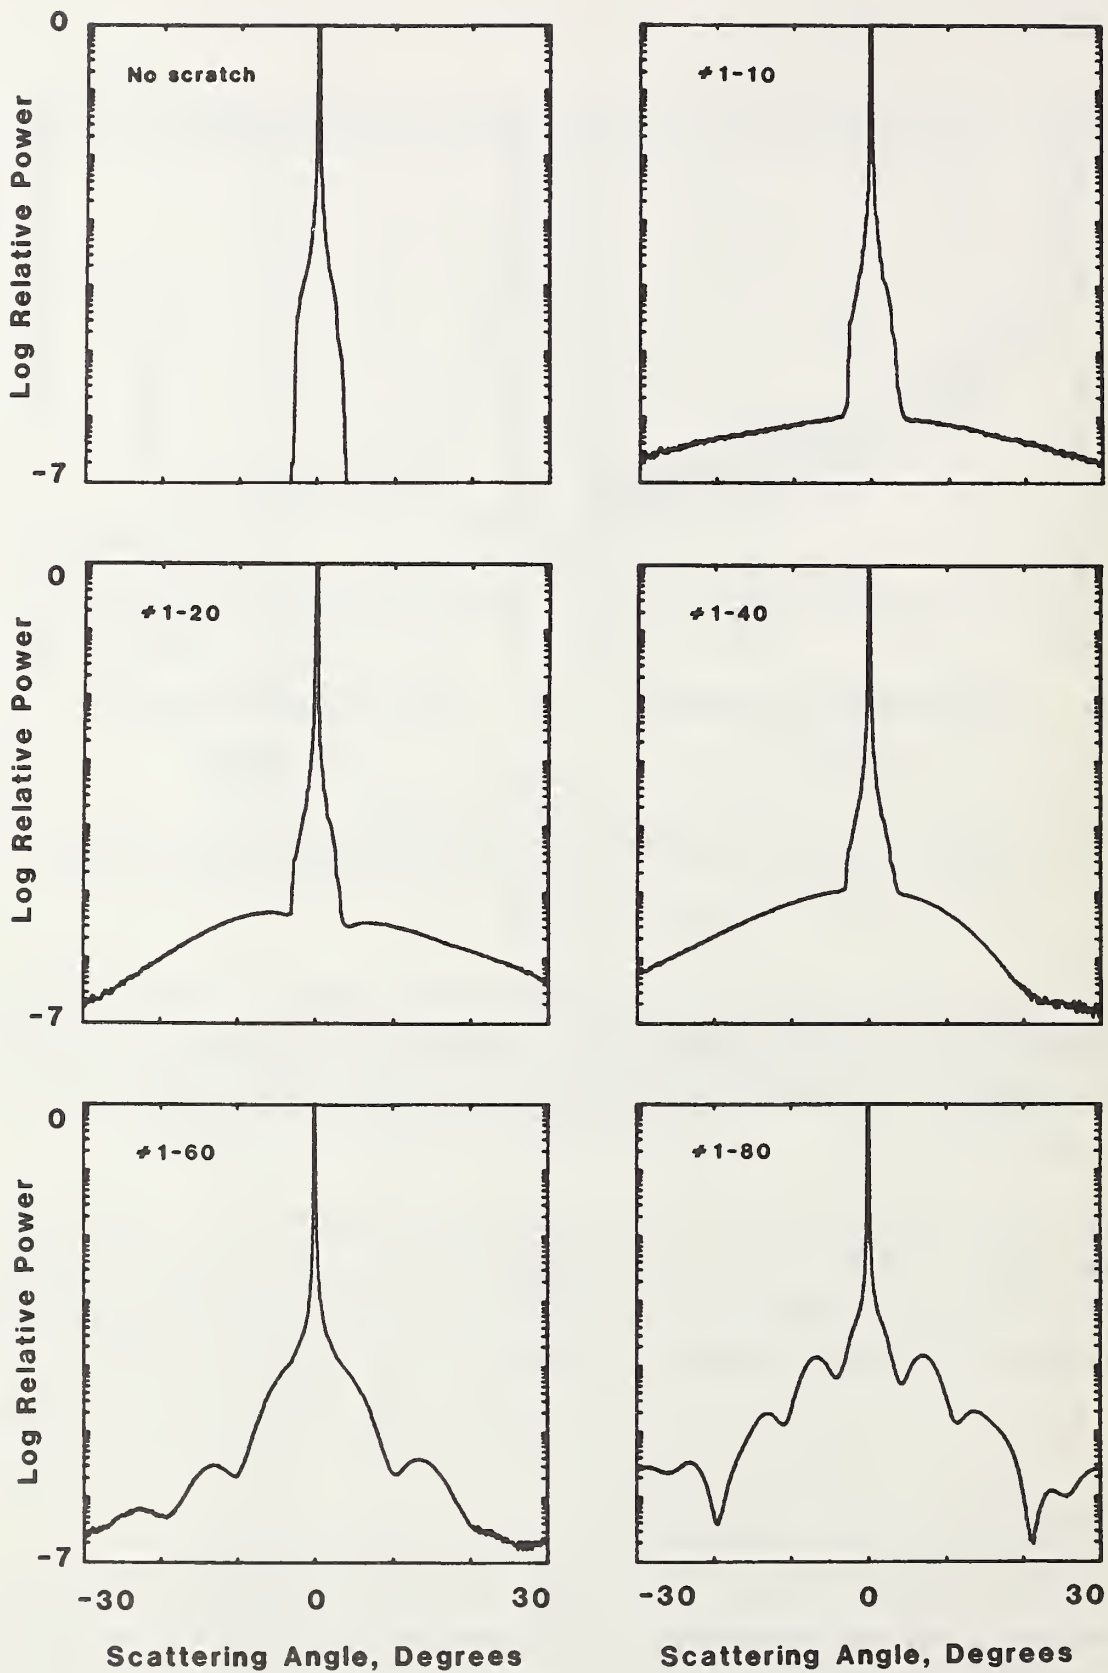 0
No scratch
#1-10
Log Relative Power
-7
0
#1-20
#1-40
Log Relative Power
-7
0
#1-60
#1-80
Log Relative Power
-7
-30 0 30
-30 0 30
Scattering Angle, Degrees
Scattering Angle, Degrees